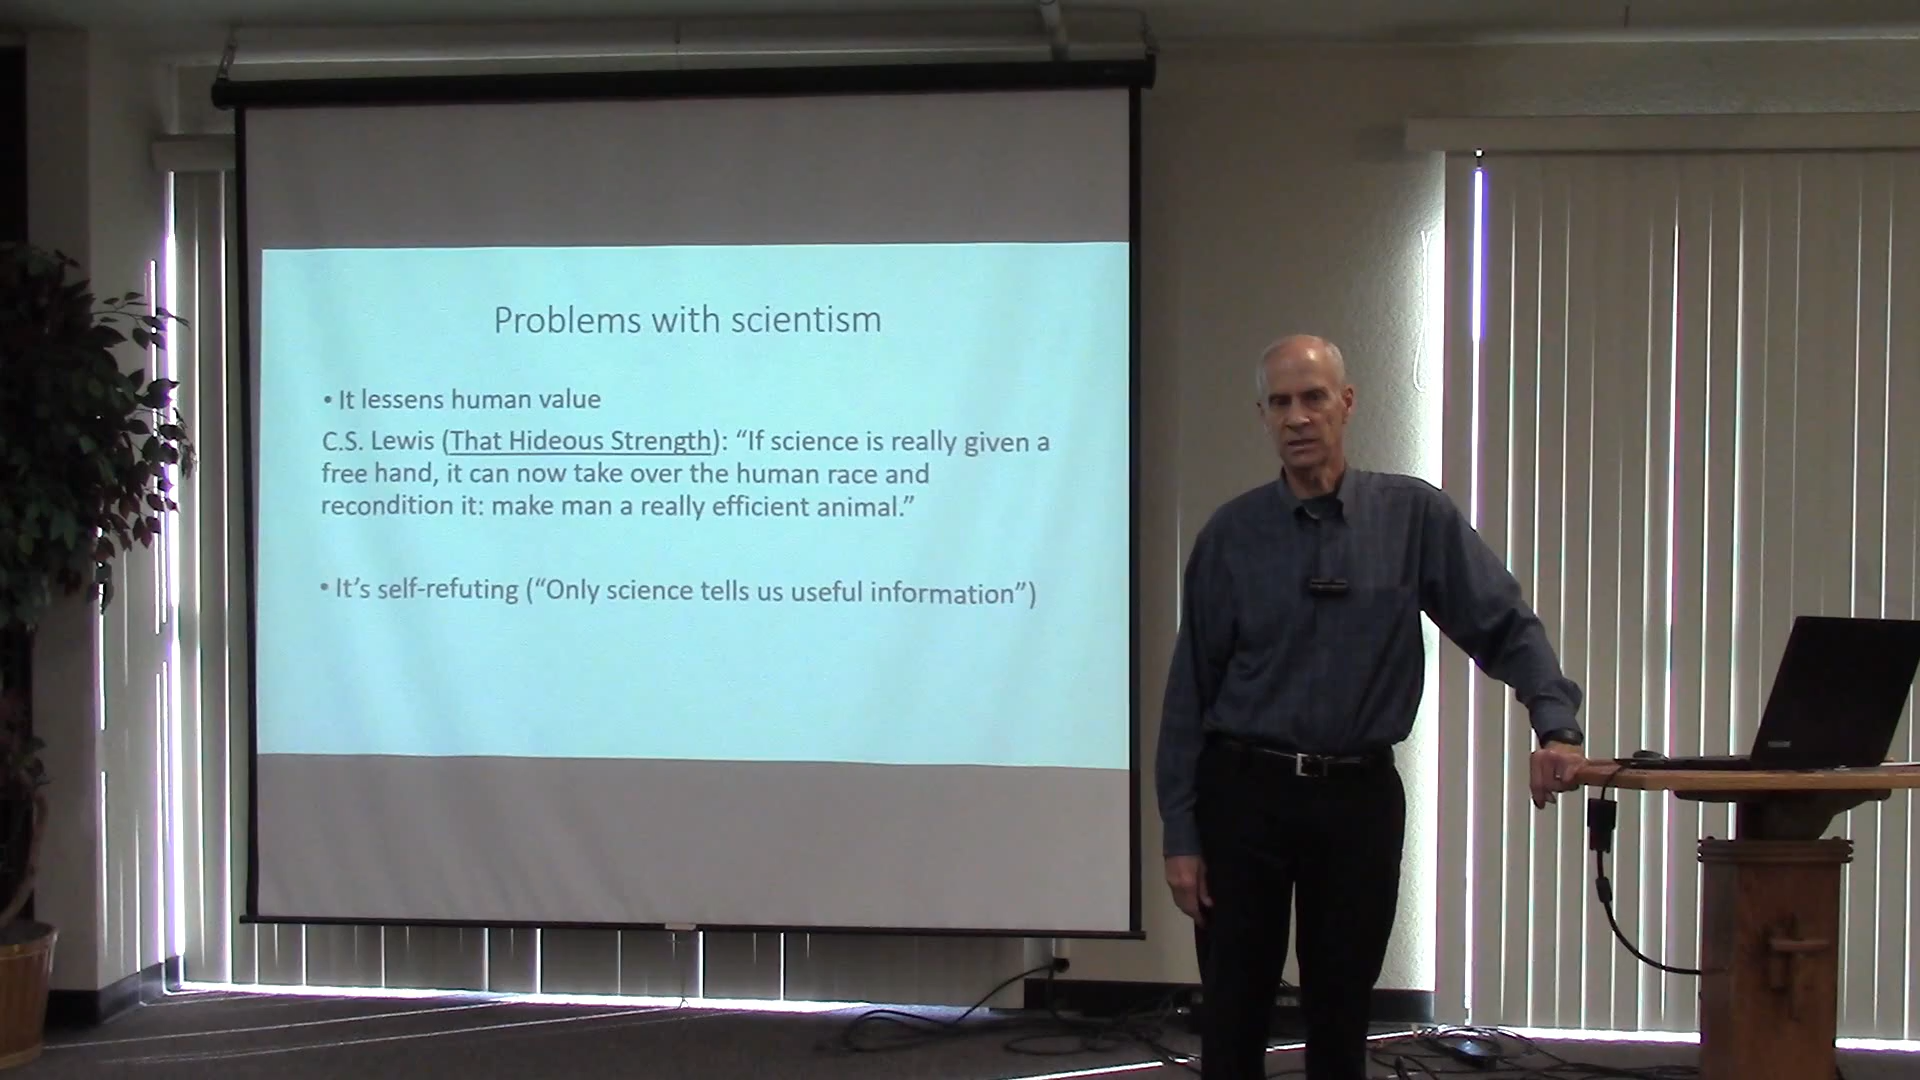 Problems with scientism
• It lessens human value
C.S. Lewis (That Hideous Strength): “If science is really given a
free hand, it can now take over the human race and
recondition it: make man a really efficient animal.”
• It’s self-refuting (“Only science tells us useful information”)